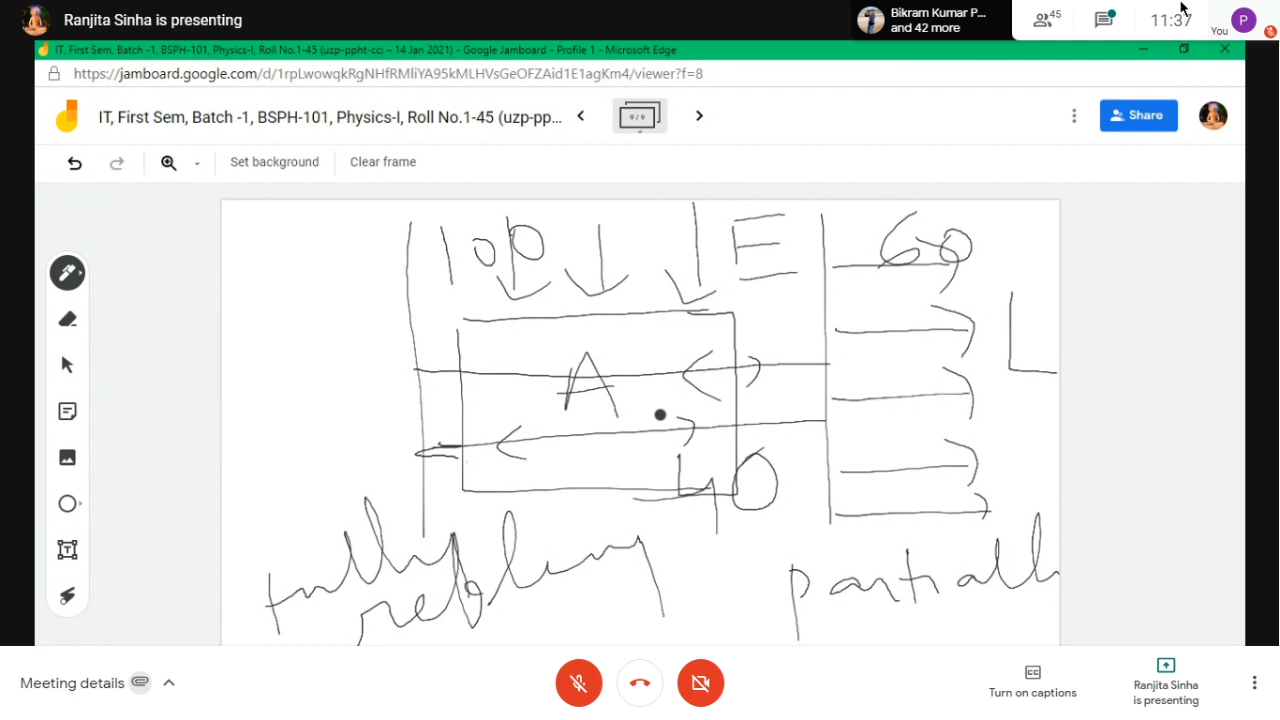 Ranjita Sinha is presenting
Bikram Kumar P...
and 42 more
45
11:37
You
P
IT, First Sem, Batch -1, BSPH-101, Physics-I, Roll No.1-45 (uzp-ppht-cci – 14 Jan 2021) - Google Jamboard - Profile 1 - Microsoft Edge
https://jamboard.google.com/d/1rpLwowqkRgNHfRMliYA95kMLHVsGeOFZAid1E1agKm4/viewer?f=8
IT, First Sem, Batch -1, BSPH-101, Physics-I, Roll No.1-45 (uzp-pp...
9 / 9
Share
Set background
Clear frame
100
E
60
L
A
40
fully
partiall
Meeting details
Turn on captions
Ranjita Sinha
is presenting